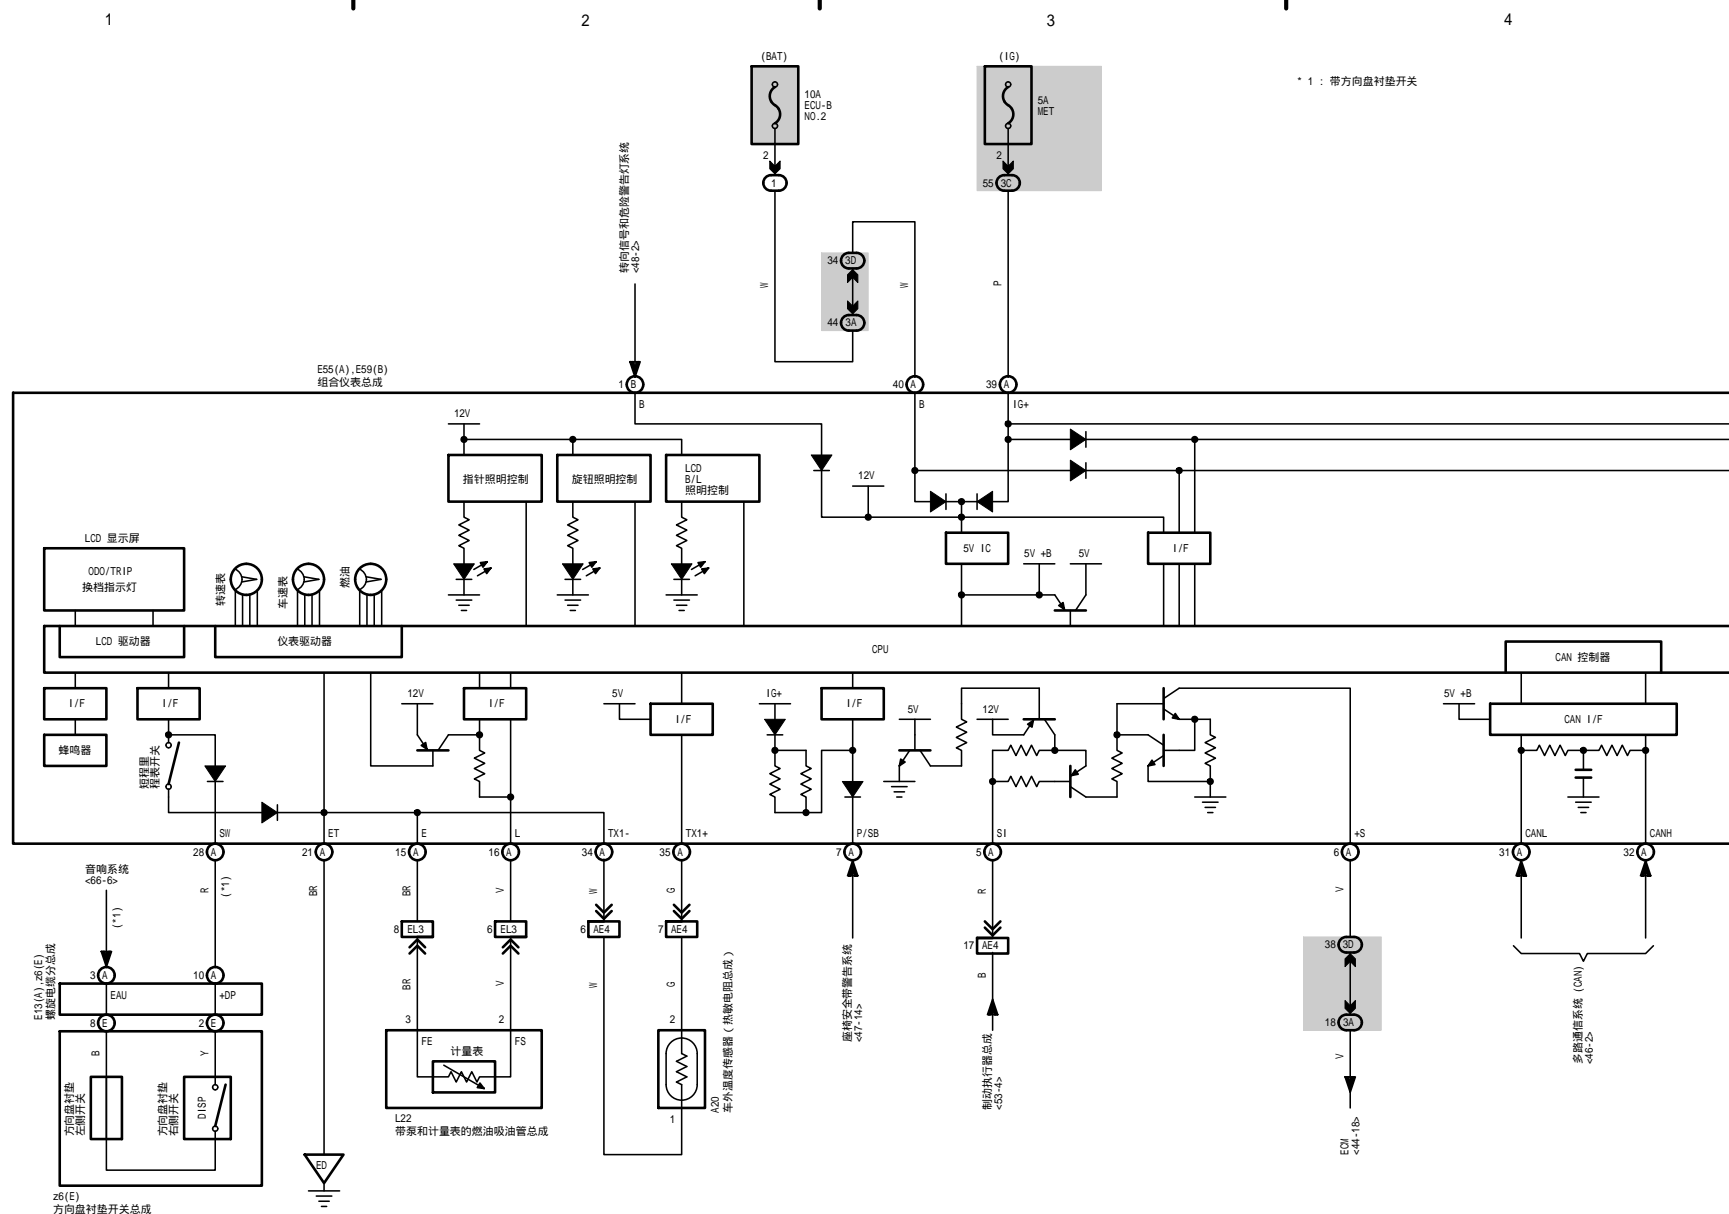 1
2
3
4
(BAT)
10A
ECU-B
NO.2
2
1
(IG)
5A
MET
2
55 3C
* 1 : 带方向盘衬垫开关
转向信号和危险警告灯系统
<48-2>
W
34 3D
44 3A
W
P
E55(A),E59(B)
组合仪表总成
1 B
40 A
39 A
B
B
IG+
12V
指针照明控制
旋钮照明控制
LCD
B/L
照明控制
12V
5V IC
5V +B
5V
I/F
LCD 显示屏
ODO/TRIP
换档指示灯
转速表
车速表
燃油
LCD 驱动器
仪表驱动器
CPU
CAN 控制器
I/F
I/F
12V
I/F
5V
I/F
IG+
I/F
5V
12V
5V +B
CAN I/F
蜂鸣器
短程里
程表开关
SW
ET
E
L
TX1-
TX1+
P/SB
SI
+S
CANL
CANH
28 A
21 A
15 A
16 A
34 A
35 A
7 A
5 A
6 A
31 A
32 A
音响系统
<66-6>
(*1)
R
(*1)
BR
BR
V
W
G
R
V
8 EL3
6 EL3
6 AE4
7 AE4
17 AE4
38 3D
18 3A
E13(A),z6(E)
螺旋电缆分总成
3 A
10 A
EAU
+DP
8 E
2 E
B
Y
方向盘衬垫
左侧开关
方向盘衬垫
右侧开关
DISP
z6(E)
方向盘衬垫开关总成
ED
BR
V
3
2
FE
FS
计量表
L22
带泵和计量表的燃油吸油管总成
W
G
2
1
A20
车外温度传感器(热敏电阻总成)
座椅安全带警告系统
<47-14>
B
制动执行器总成
<53-4>
V
ECM
<44-18>
多路通信系统(CAN)
<46-2>